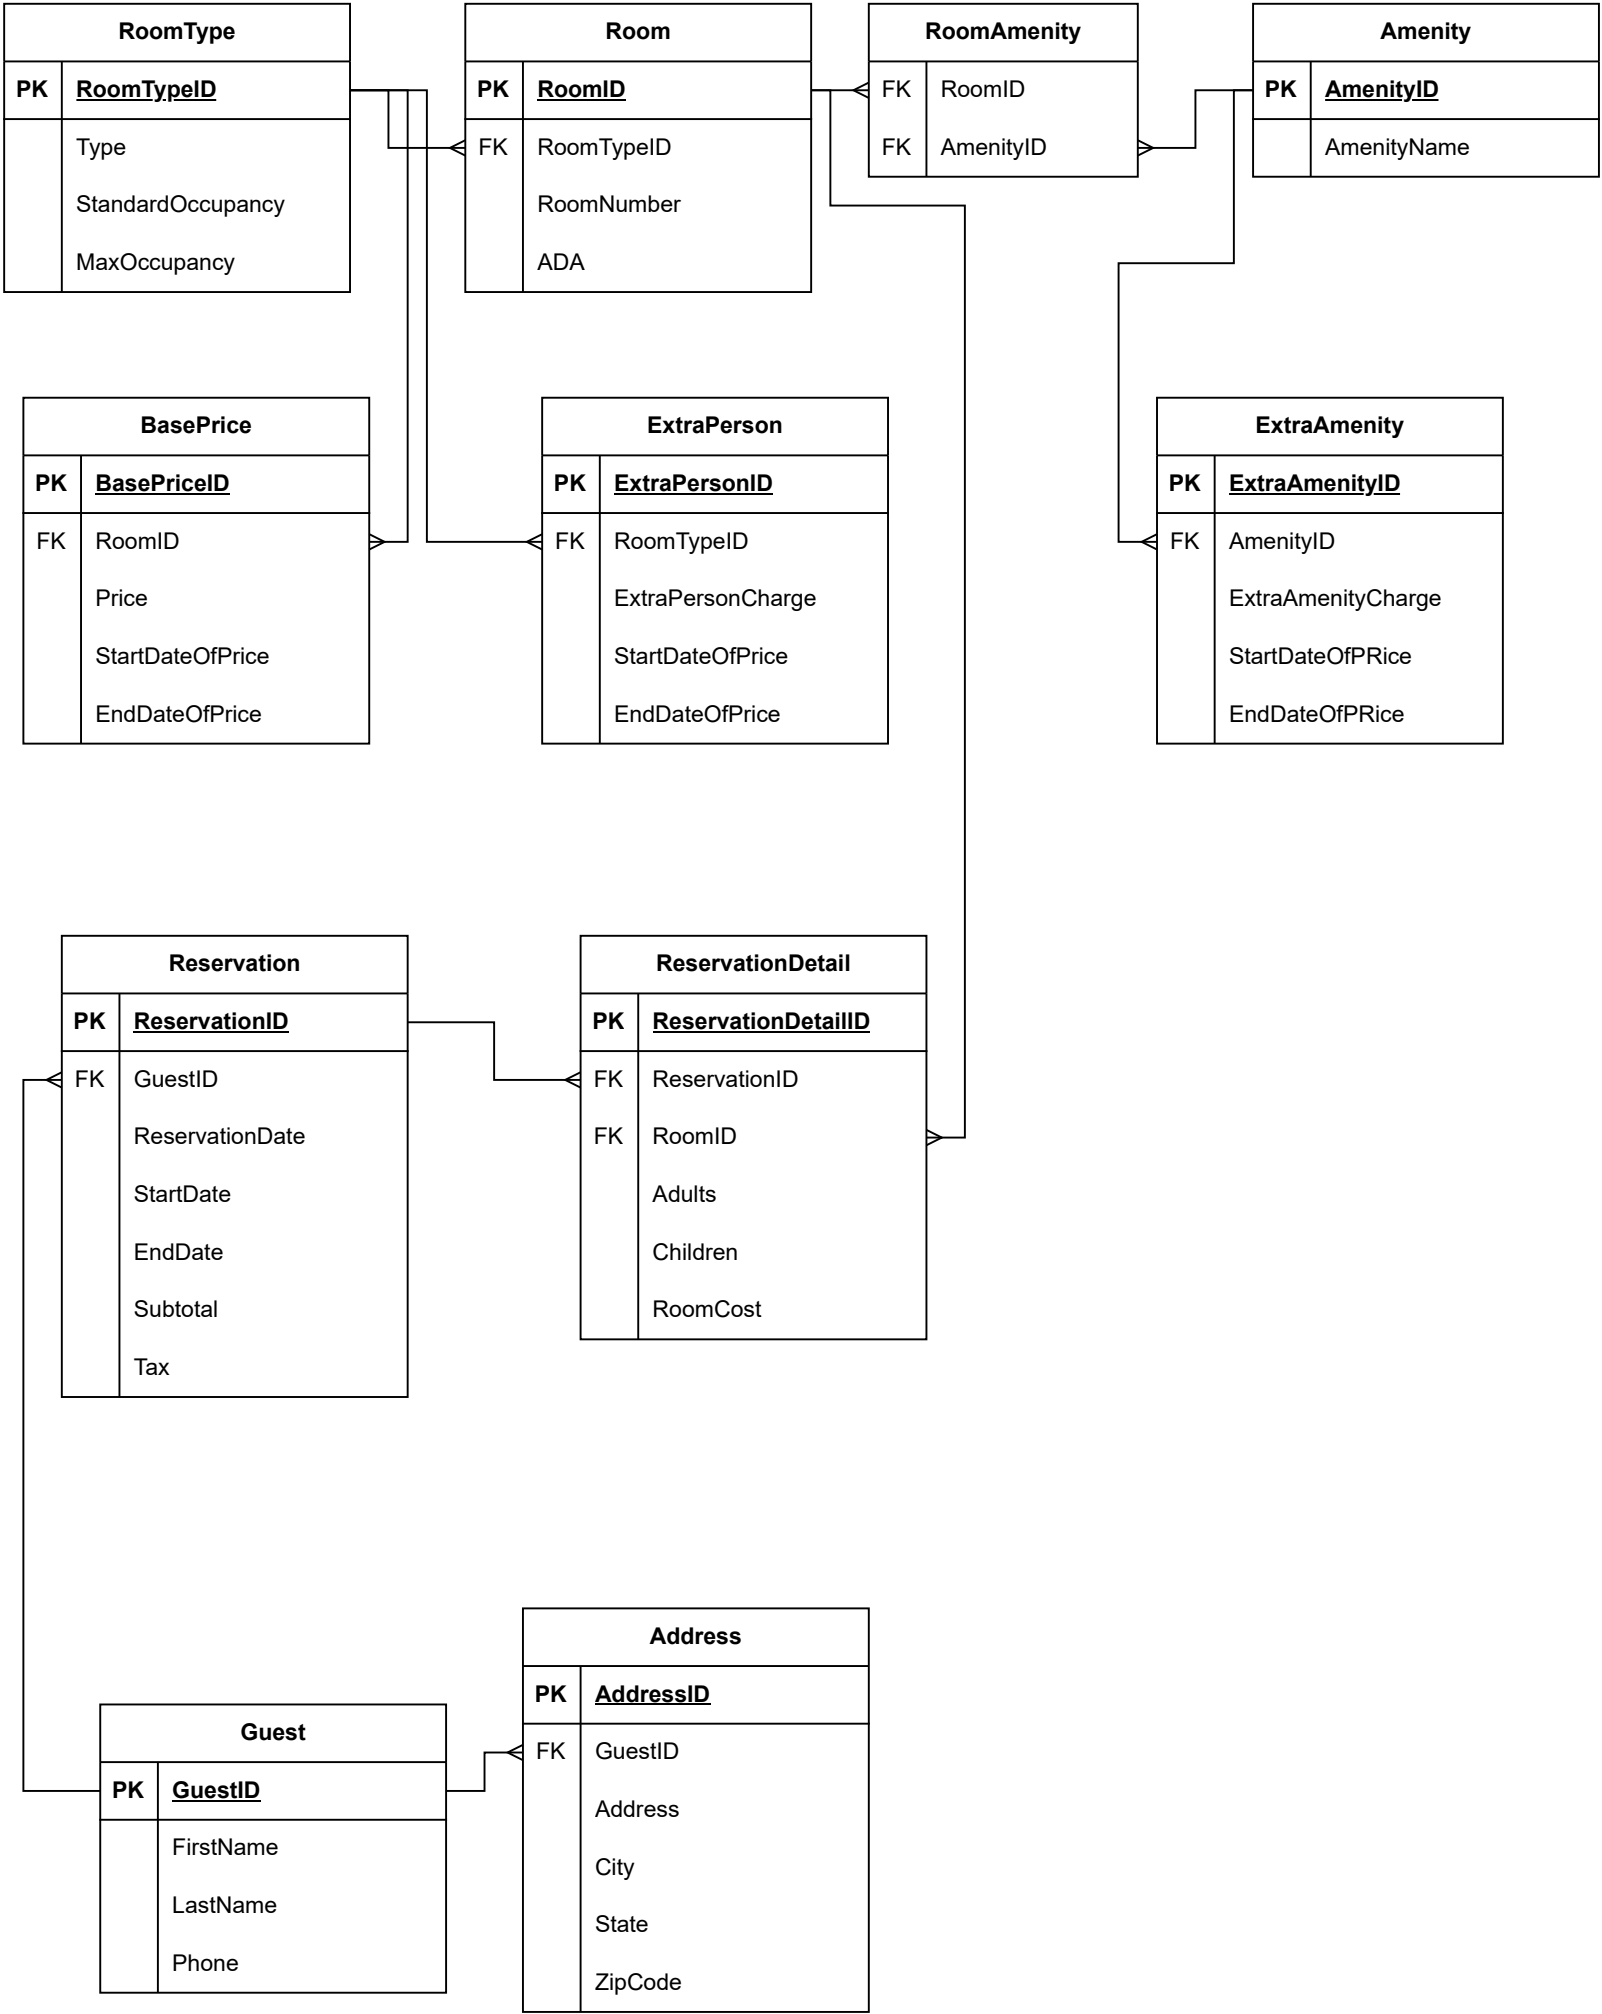 RoomType
PK RoomTypeID
Type
StandardOccupancy
MaxOccupancy
Room
PK RoomID
FK RoomTypeID
RoomNumber
ADA
RoomAmenity
FK RoomID
FK AmenityID
Amenity
PK AmenityID
AmenityName
BasePrice
PK BasePriceID
FK RoomID
Price
StartDateOfPrice
EndDateOfPrice
ExtraPerson
PK ExtraPersonID
FK RoomTypeID
ExtraPersonCharge
StartDateOfPrice
EndDateOfPrice
ExtraAmenity
PK ExtraAmenityID
FK AmenityID
ExtraAmenityCharge
StartDateOfPRice
EndDateOfPRice
Reservation
PK ReservationID
FK GuestID
ReservationDate
StartDate
EndDate
Subtotal
Tax
ReservationDetail
PK ReservationDetailID
FK ReservationID
FK RoomID
Adults
Children
RoomCost
Guest
PK GuestID
FirstName
LastName
Phone
Address
PK AddressID
FK GuestID
Address
City
State
ZipCode